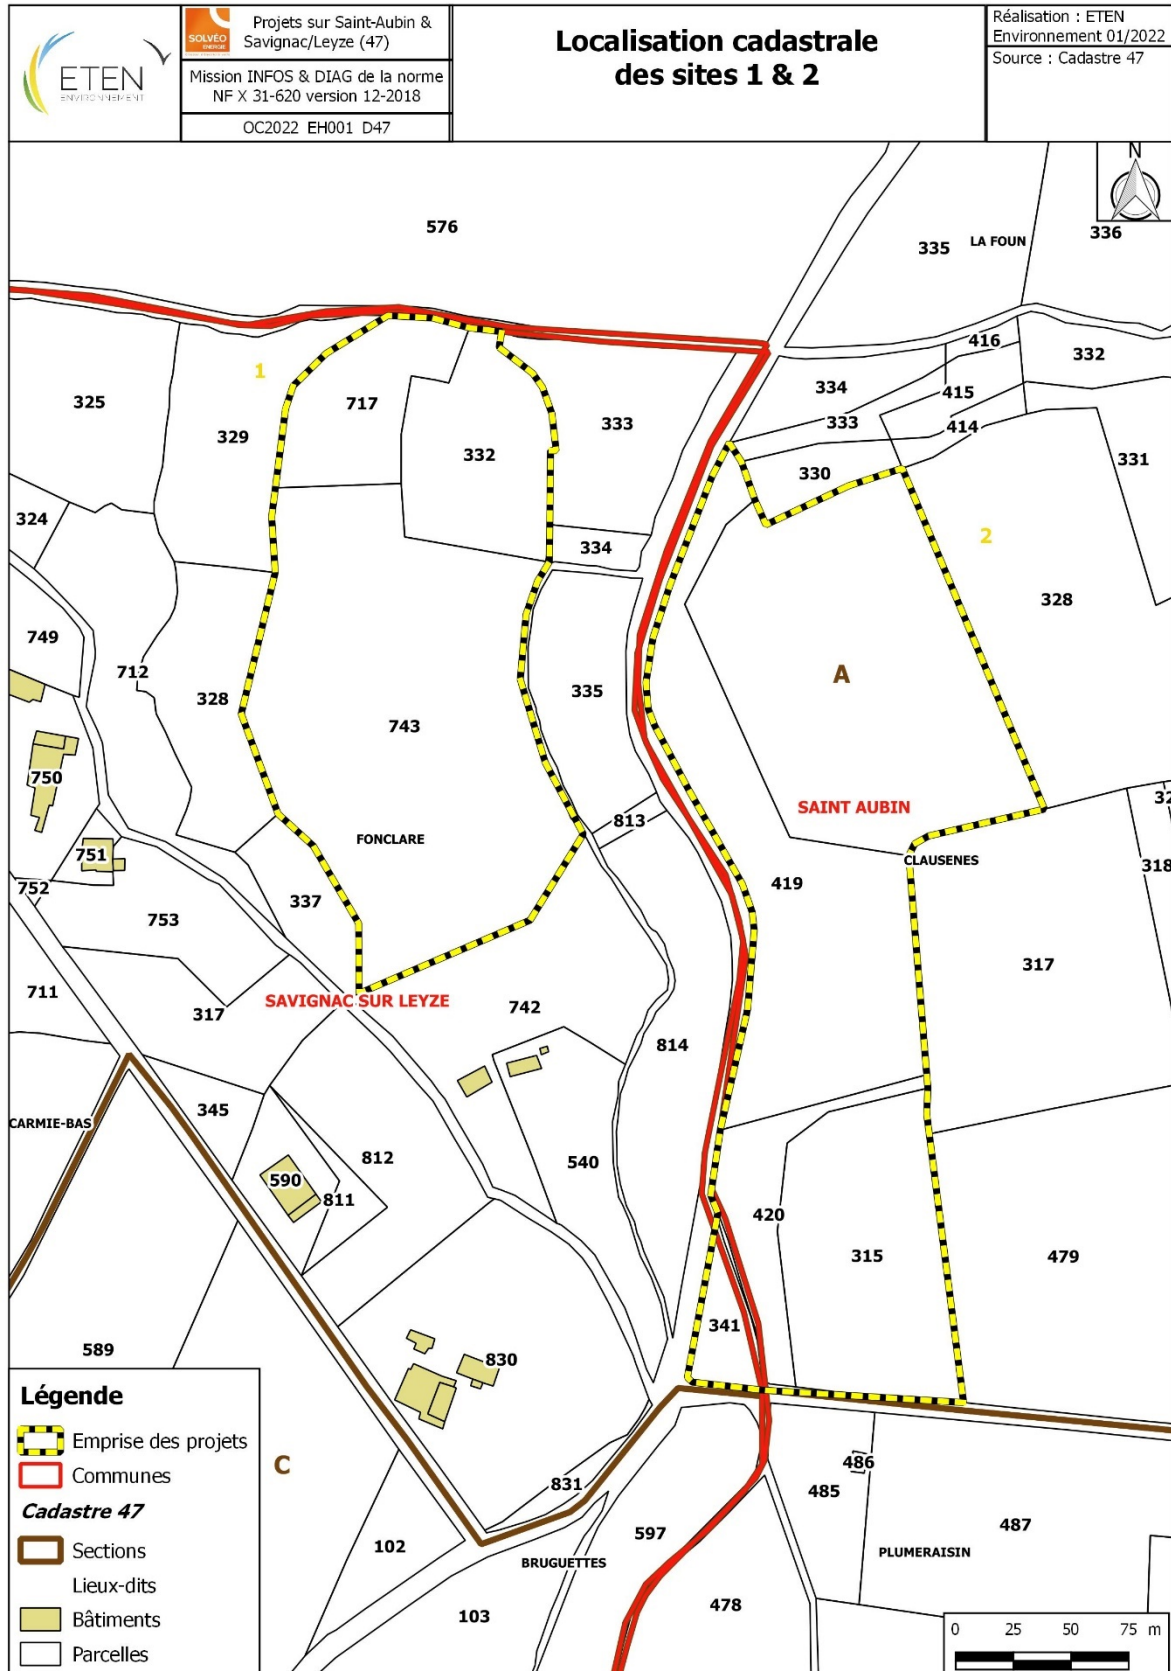 ETEN
ENVIRONNEMENT
SOLVÉO
ENERGIE
Projets sur Saint-Aubin &
Savignac/Leyze (47)
Mission INFOS & DIAG de la norme
NF X 31-620 version 12-2018
OC2022 EH001 D47
Localisation cadastrale
des sites 1 & 2
Réalisation : ETEN
Environnement 01/2022
Source : Cadastre 47
N
576
335
LA FOUN
336
416
332
1
334
415
325
717
333
329
333
414
332
330
331
324
2
334
328
749
712
328
335
A
743
750
SAINT AUBIN
32
813
FONCLARE
751
CLAUSENES
318
752
419
337
753
317
711
SAVIGNAC SUR LEYZE
317
742
814
345
CARMIE-BAS
812
540
590
811
420
315
479
341
589
830
Légende
Emprise des projets
Communes
Cadastre 47
Sections
Lieux-dits
Bâtiments
Parcelles
C
831
486
485
597
487
102
BRUGUETTES
PLUMERAISIN
103
478
0 25 50 75 m